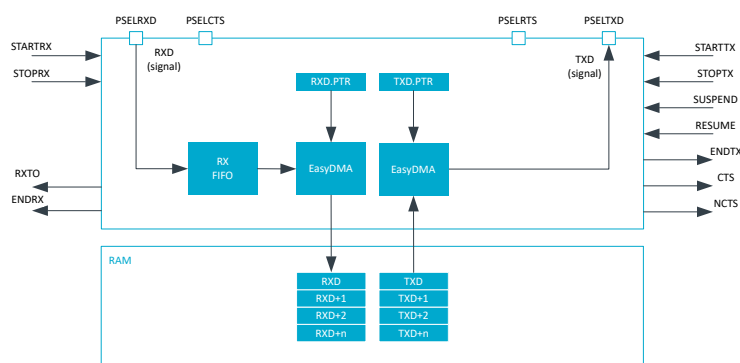 PSELRXD PSELCTS PSELRTS PSELTXD
STARTRX
STOPRX
RXD
(signal)
TXD
(signal)
STARTTX
STOPTX
SUSPEND
RESUME
RXD.PTR TXD.PTR
RX
FIFO
EasyDMA EasyDMA
RXTO
ENDRX
ENDTX
CTS
NCTS
RAM
RXD TXD
RXD+1 TXD+1
RXD+2 TXD+2
RXD+n TXD+n